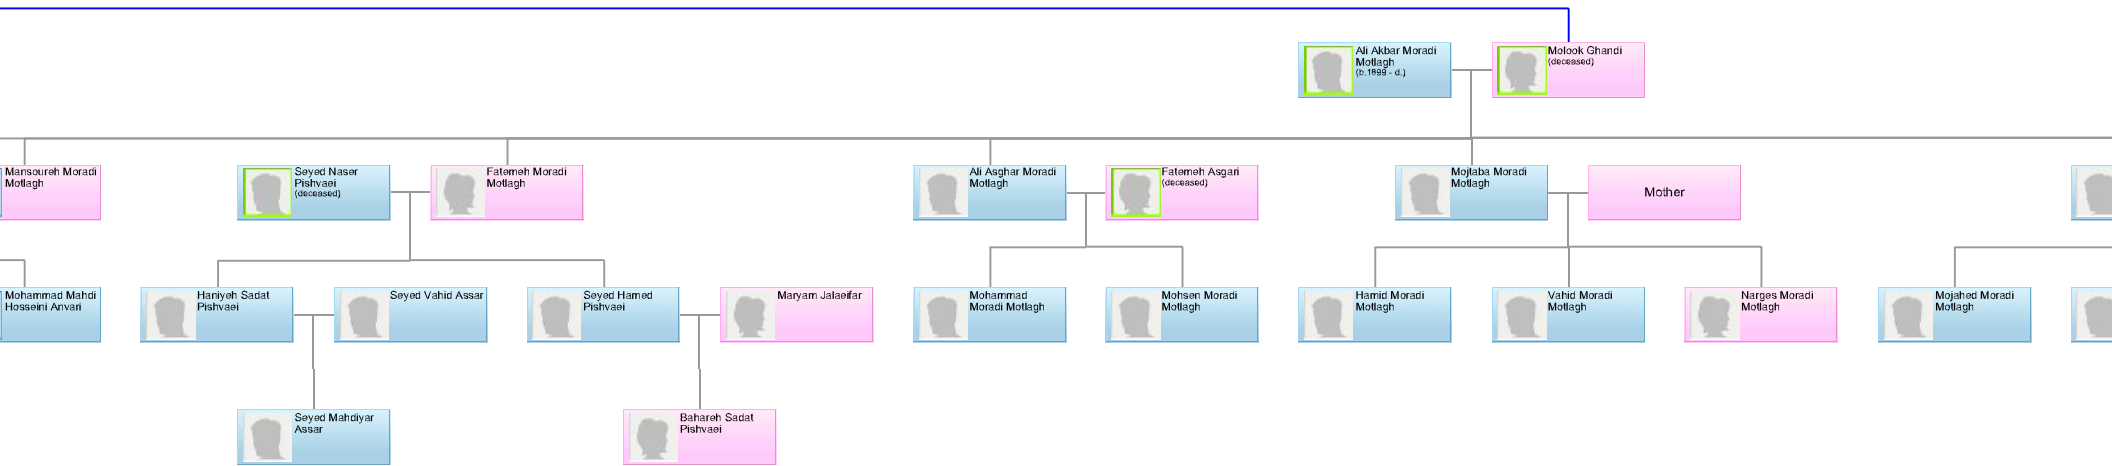 Ali Akbar Moradi
Motlagh
(b.1899 - d.)
Molook Ghandi
(deceased)
Mansoureh Moradi
Motlagh
Seyed Naser
Pishvaei
(deceased)
Fatemeh Moradi
Motlagh
Ali Asghar Moradi
Motlagh
Fatemeh Asgari
(deceased)
Mojtaba Moradi
Motlagh
Mother
Mohammad Mahdi
Hosseini Anvari
Haniyeh Sadat
Pishvaei
Seyed Vahid Assar
Seyed Hamed
Pishvaei
Maryam Jalaeifar
Mohammad
Moradi Motlagh
Mohsen Moradi
Motlagh
Hamid Moradi
Motlagh
Vahid Moradi
Motlagh
Narges Moradi
Motlagh
Mojahed Moradi
Motlagh
Seyed Mahdiyar
Assar
Bahareh Sadat
Pishvaei